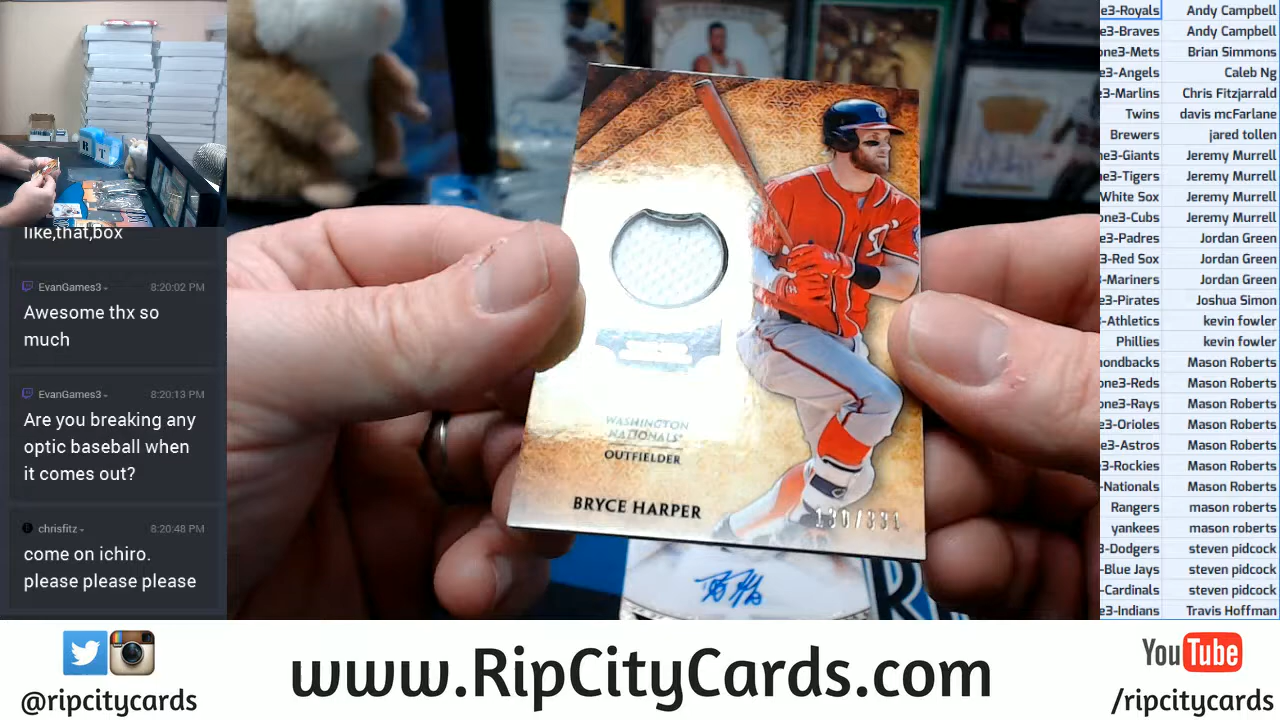 like,that,box
EvanGames3
8:20:02 PM
Awesome thx so
much
EvanGames3
8:20:13 PM
Are you breaking any
optic baseball when
it comes out?
chrisfitz
8:20:48 PM
come on ichiro.
please please please
R T
WASHINGTON
NATIONALS
OUTFIELDER
BRYCE HARPER
130/331
e3-Royals Andy Campbell
e3-Braves Andy Campbell
one3-Mets Brian Simmons
e3-Angels Caleb Ng
e3-Marlins Chris Fitzjarrald
Twins davis mcFarlane
Brewers jared tollen
ne3-Giants Jeremy Murrell
ne3-Tigers Jeremy Murrell
White Sox Jeremy Murrell
one3-Cubs Jeremy Murrell
e3-Padres Jordan Green
e3-Red Sox Jordan Green
-Mariners Jordan Green
e3-Pirates Joshua Simon
3-Athletics kevin fowler
Phillies kevin fowler
mondbacks Mason Roberts
one3-Reds Mason Roberts
one3-Rays Mason Roberts
e3-Orioles Mason Roberts
e3-Astros Mason Roberts
e3-Rockies Mason Roberts
-Nationals Mason Roberts
Rangers mason roberts
yankees mason roberts
3-Dodgers steven pidcock
-Blue Jays steven pidcock
-Cardinals steven pidcock
e3-Indians Travis Hoffman
@ripcitycards
www.RipCityCards.com
YouTube
/ripcitycards